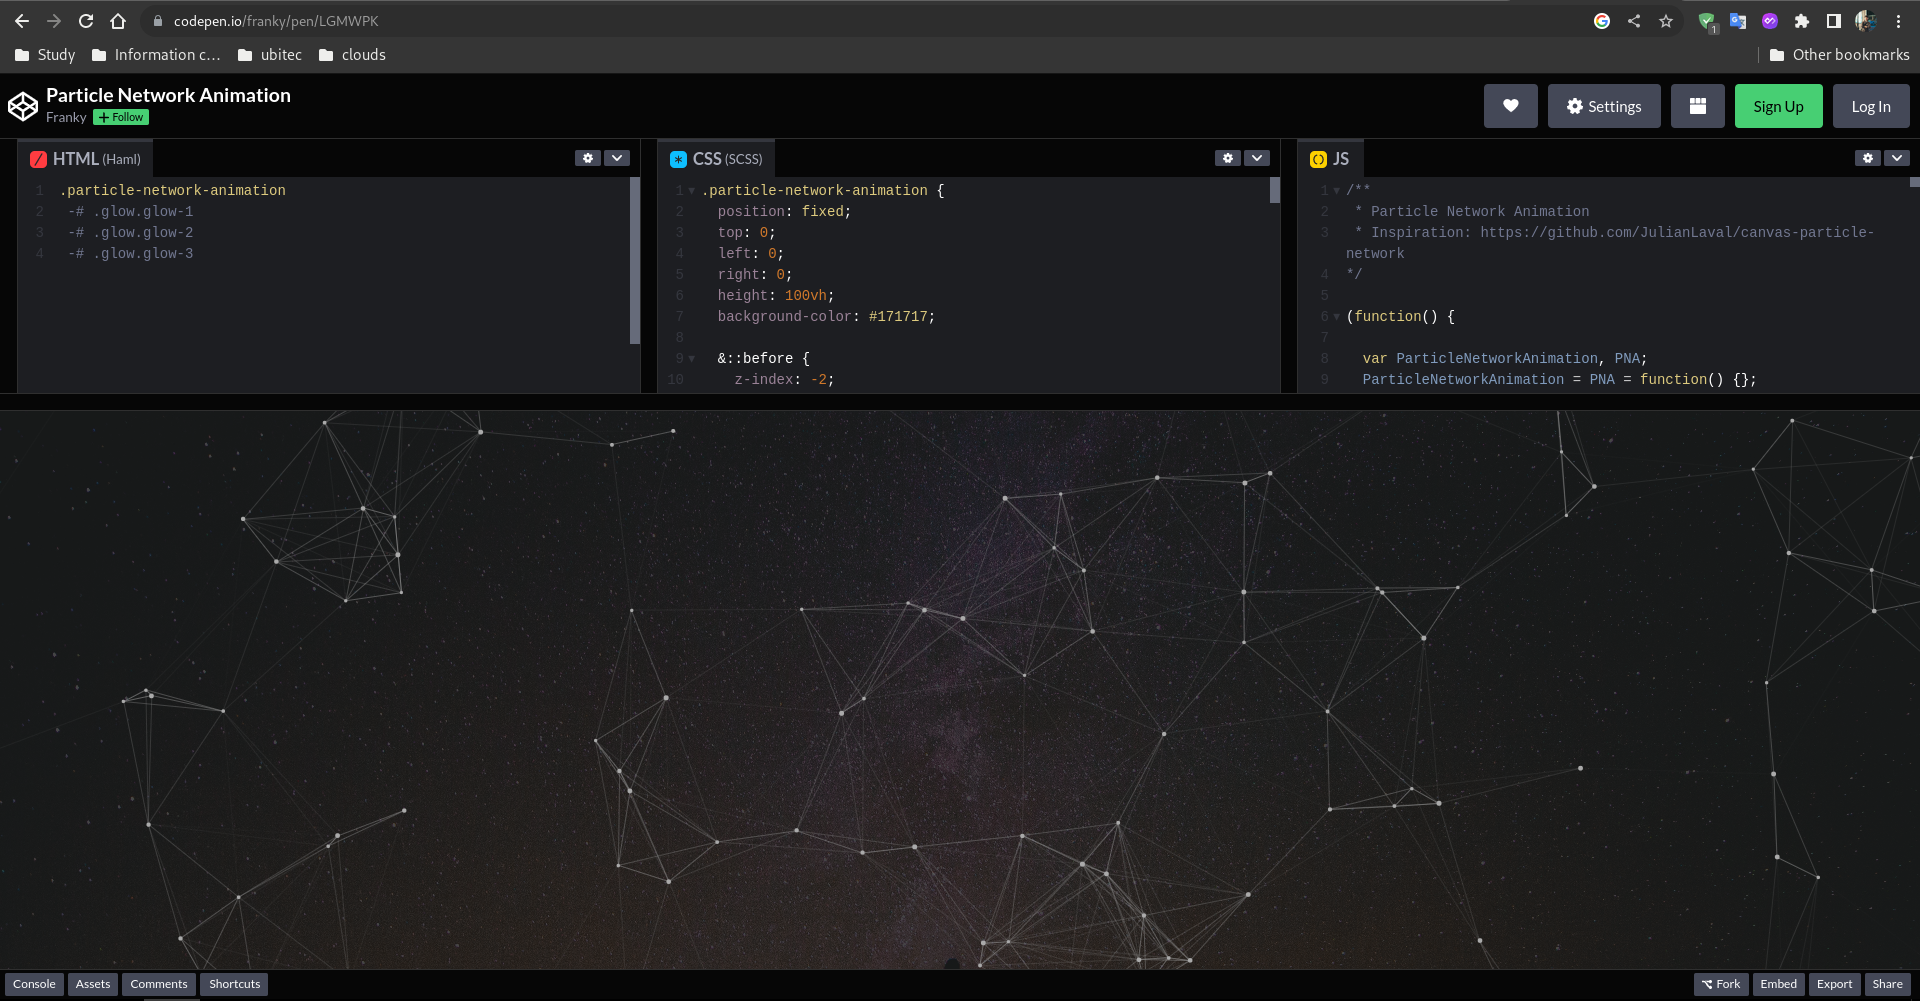 codepen.io/franky/pen/LGMWPK
1
Study
Information c...
ubitec
clouds
Other bookmarks
Particle Network Animation
Franky
+ Follow
Settings
Sign Up
Log In
HTML (Haml)
1 .particle-network-animation
2 -# .glow.glow-1
3 -# .glow.glow-2
4 -# .glow.glow-3
CSS (SCSS)
1 .particle-network-animation {
2 position: fixed;
3 top: 0;
4 left: 0;
5 right: 0;
6 height: 100vh;
7 background-color: #171717;
8
9 &::before {
10 z-index: -2;
JS
1 /**
2 * Particle Network Animation
3 * Inspiration: https://github.com/JulianLaval/canvas-particle-
network
4 */
5
6 (function() {
7
8 var ParticleNetworkAnimation, PNA;
9 ParticleNetworkAnimation = PNA = function() {};
Console
Assets
Comments
Shortcuts
Fork
Embed
Export
Share